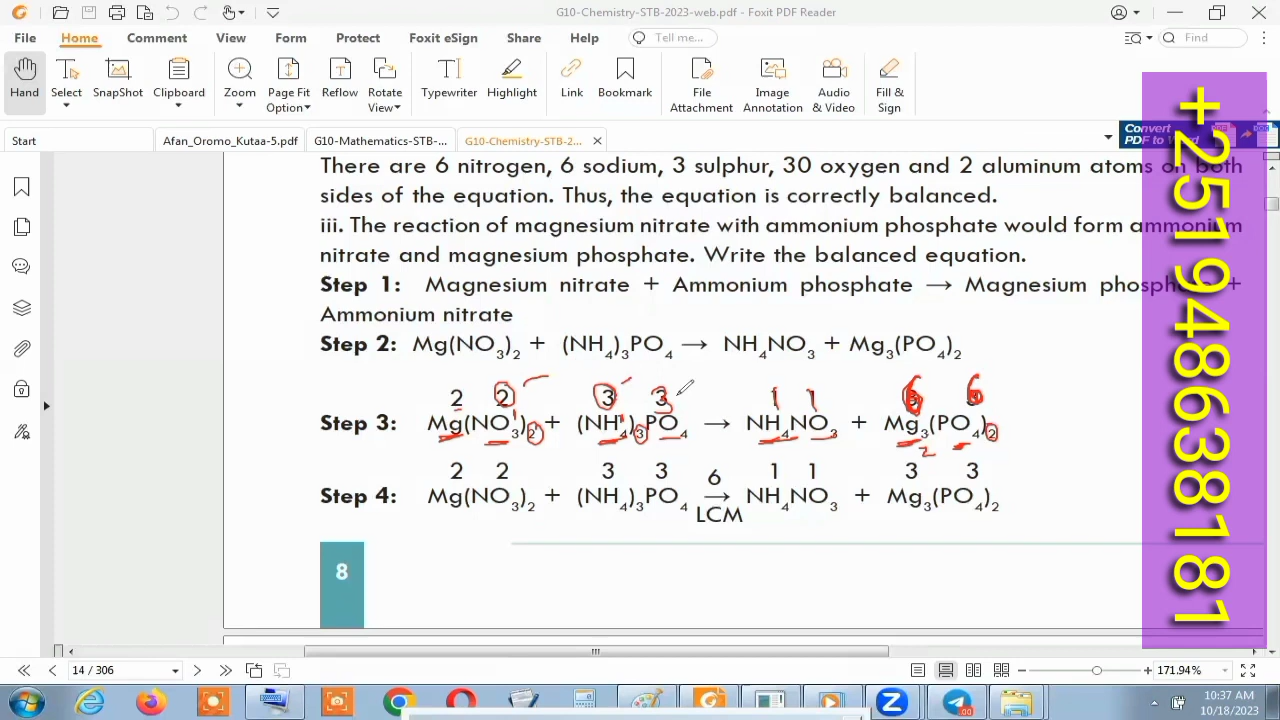 G10-Chemistry-STB-2023-web.pdf - Foxit PDF Reader
File Home Comment View Form Protect Foxit eSign Share Help Tell me... Find
Hand Select SnapShot Clipboard Zoom Page Fit Option Reflow Rotate View Typewriter Highlight Link Bookmark File Attachment Image Annotation Audio & Video Fill & Sign
Start Afan_Oromo_Kutaa-5.pdf G10-Mathematics-STB-... G10-Chemistry-STB-2... Convert PDF to Word
There are 6 nitrogen, 6 sodium, 3 sulphur, 30 oxygen and 2 aluminum atoms on both
sides of the equation. Thus, the equation is correctly balanced.
iii. The reaction of magnesium nitrate with ammonium phosphate would form ammonium
nitrate and magnesium phosphate. Write the balanced equation.
Step 1: Magnesium nitrate + Ammonium phosphate → Magnesium phosphate +
Ammonium nitrate
Step 2: Mg(NO₃)₂ + (NH₄)₃PO₄ → NH₄NO₃ + Mg₃(PO₄)₂
2 2 3 3 1 1 6 6
Step 3: Mg(NO₃)₂ + (NH₄)₃PO₄ → NH₄NO₃ + Mg₃(PO₄)₂
2
2 2 3 3 6 1 1 3 3
Step 4: Mg(NO₃)₂ + (NH₄)₃PO₄ → NH₄NO₃ + Mg₃(PO₄)₂
LCM
8
14 / 306 171.94%
10:37 AM
10/18/2023
+251948638181